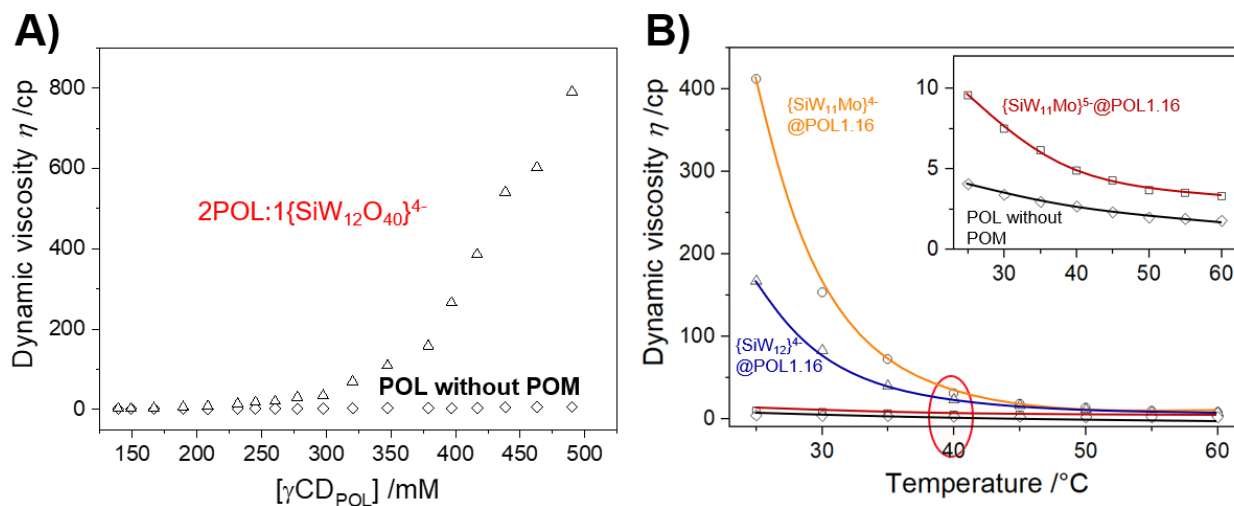 A)
Dynamic viscosity η /cp
800
600
400
200
0
2POL:1{SiW₁₂O₄₀}⁴⁻
POL without POM
150 200 250 300 350 400 450 500
[γCD_POL] /mM
B)
Dynamic viscosity η /cp
400
300
200
100
0
{SiW₁₁Mo}⁴⁻
@POL1.16
{SiW₁₂}⁴⁻
@POL1.16
30 40 50 60
Temperature /°C
10
5
0
{SiW₁₁Mo}⁵⁻@POL1.16
POL without
POM
30 40 50 60